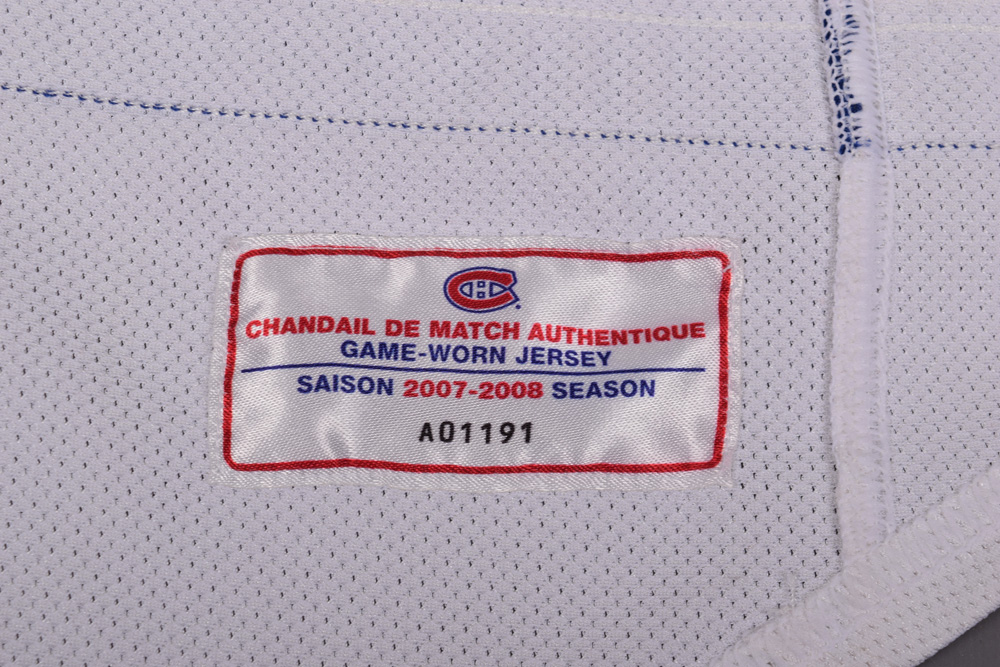 CHANDAIL DE MATCH AUTHENTIQUE
GAME-WORN JERSEY
SAISON 2007-2008 SEASON
A01191